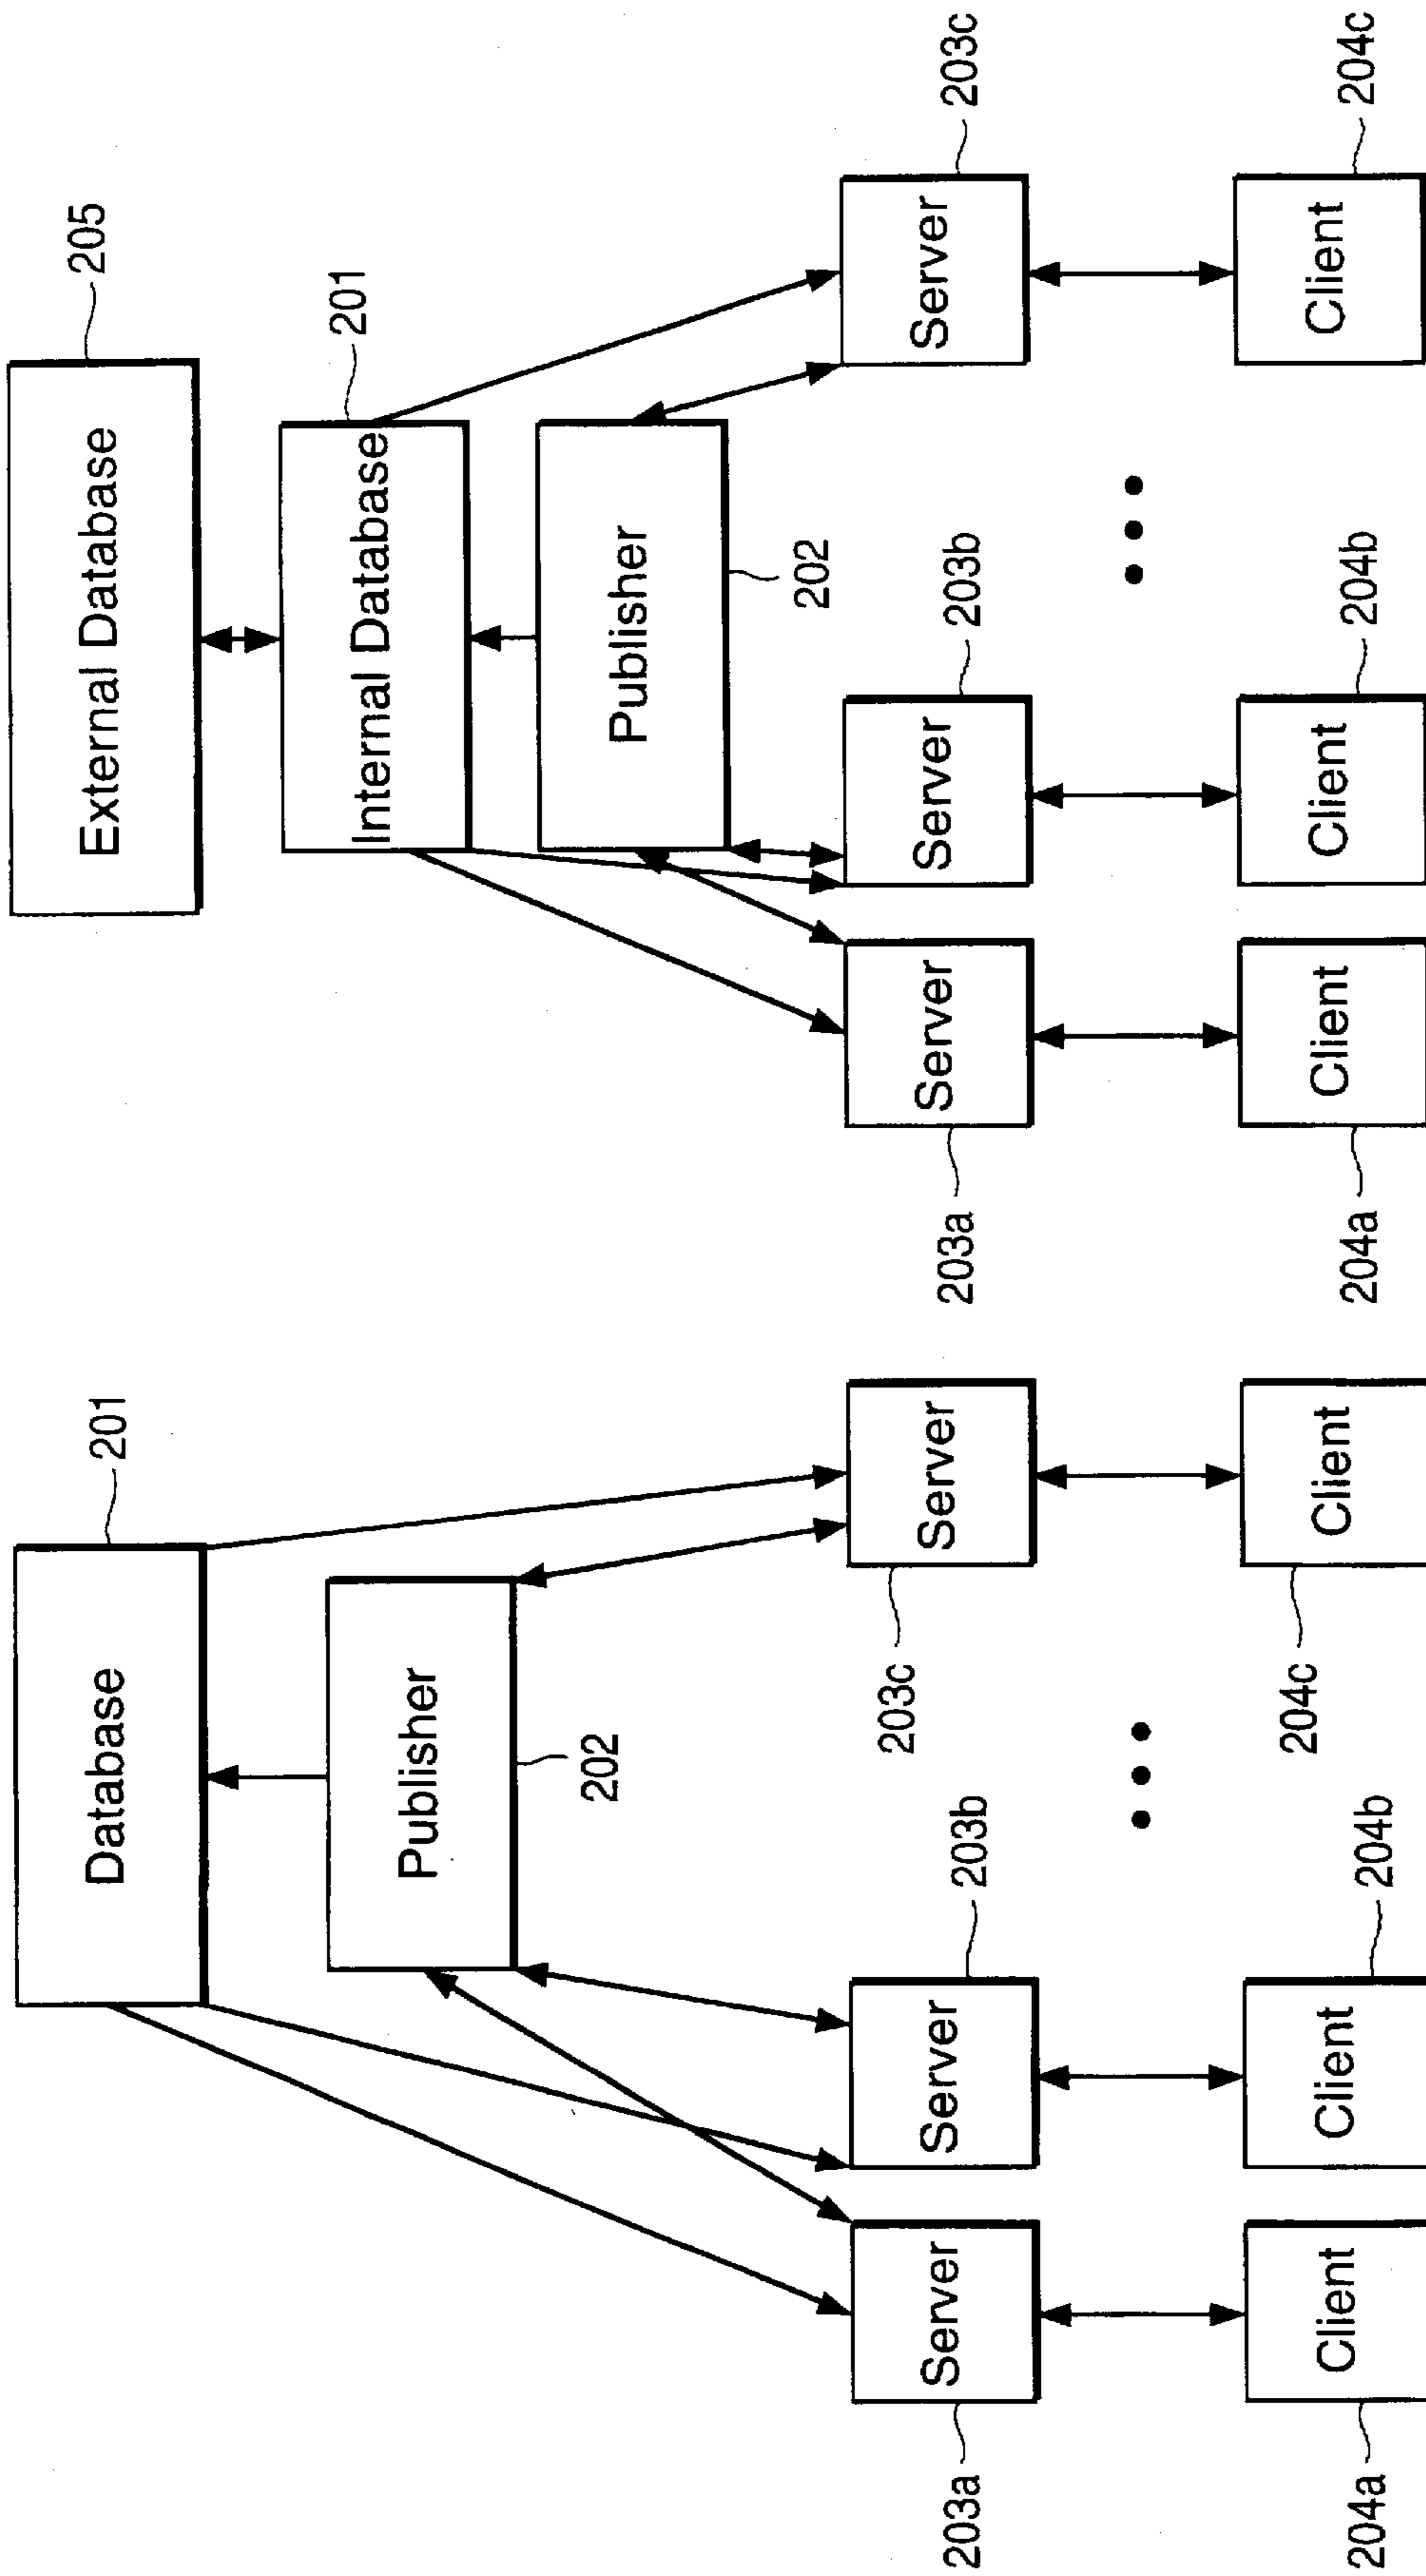 Database
201
Publisher
202
Server
203a
Server
203b
Server
203c
Client
204a
Client
204b
Client
204c
External Database
205
Internal Database
201
Publisher
202
Server
203a
Server
203b
Server
203c
Client
204a
Client
204b
Client
204c